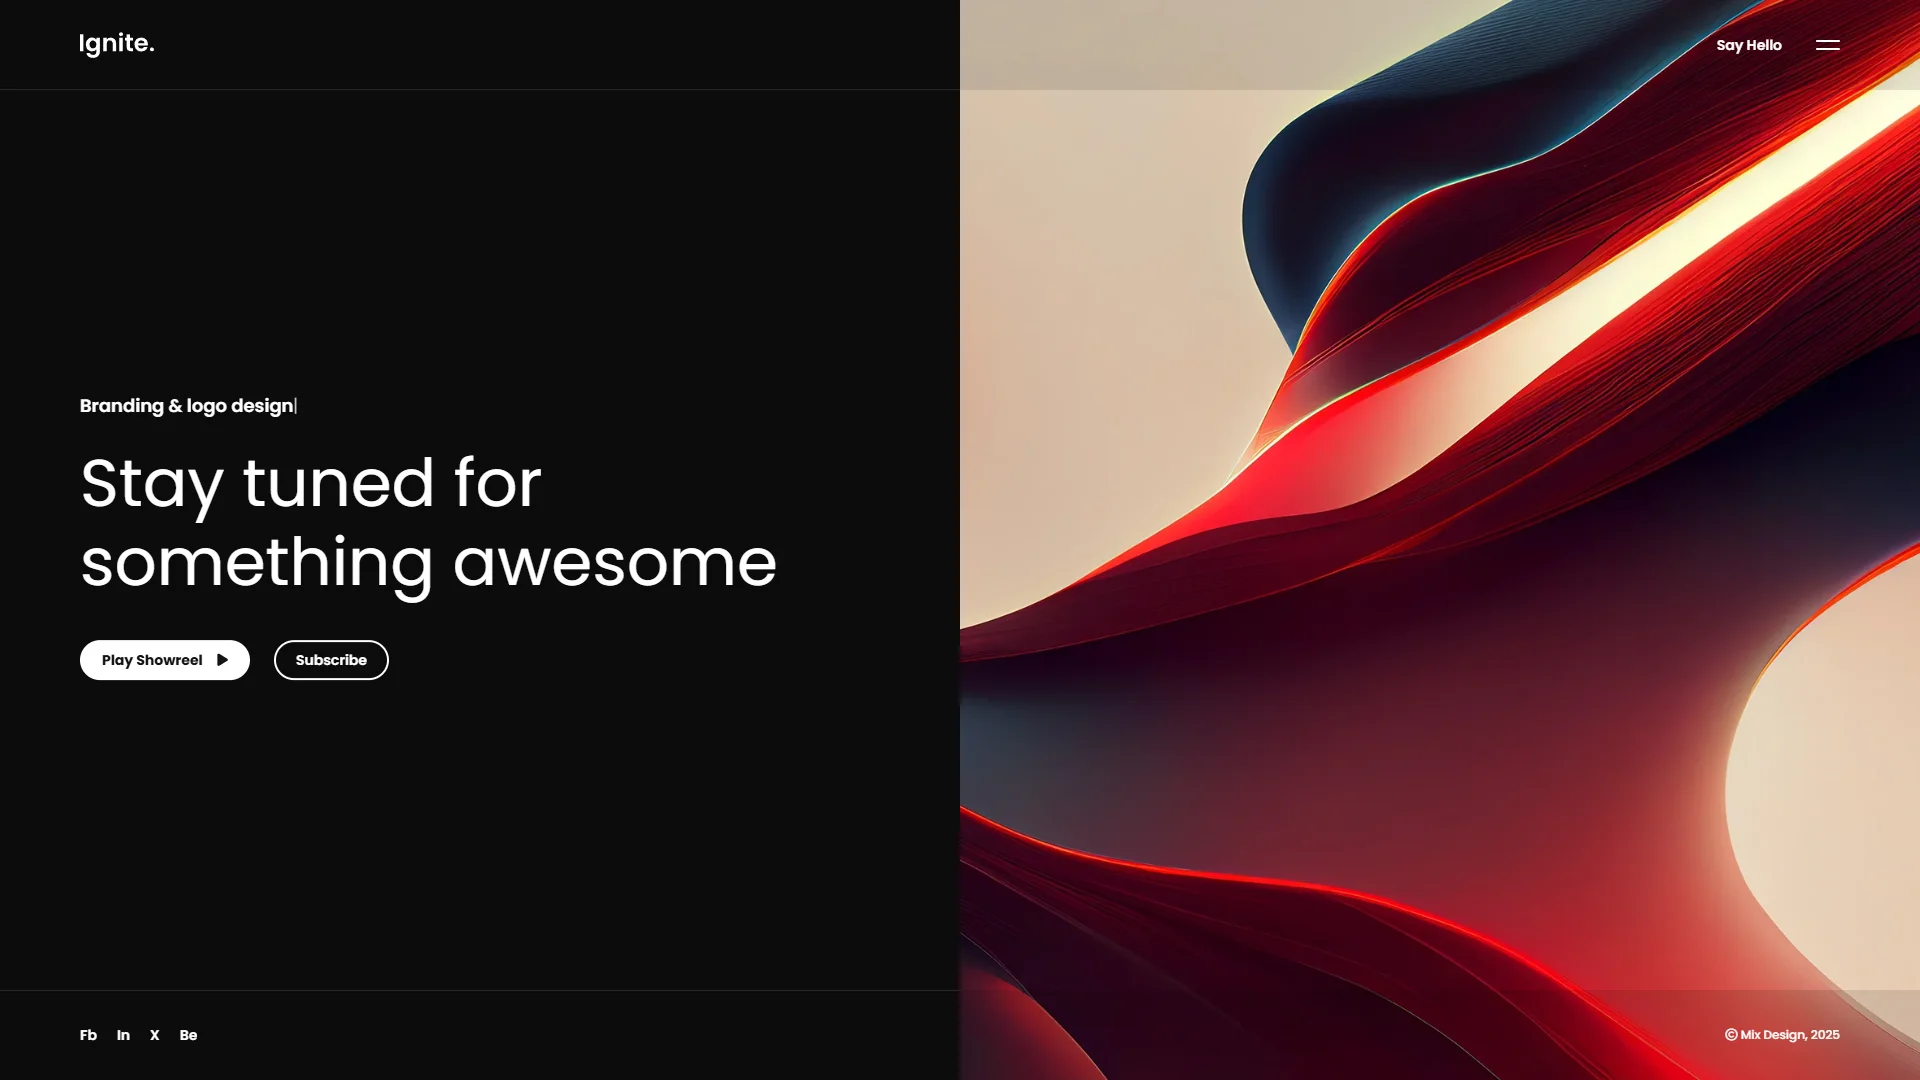 Ignite.
Say Hello
Branding & logo design
Stay tuned for
something awesome
Play Showreel
Subscribe
Fb In X Be
© Mix Design, 2025